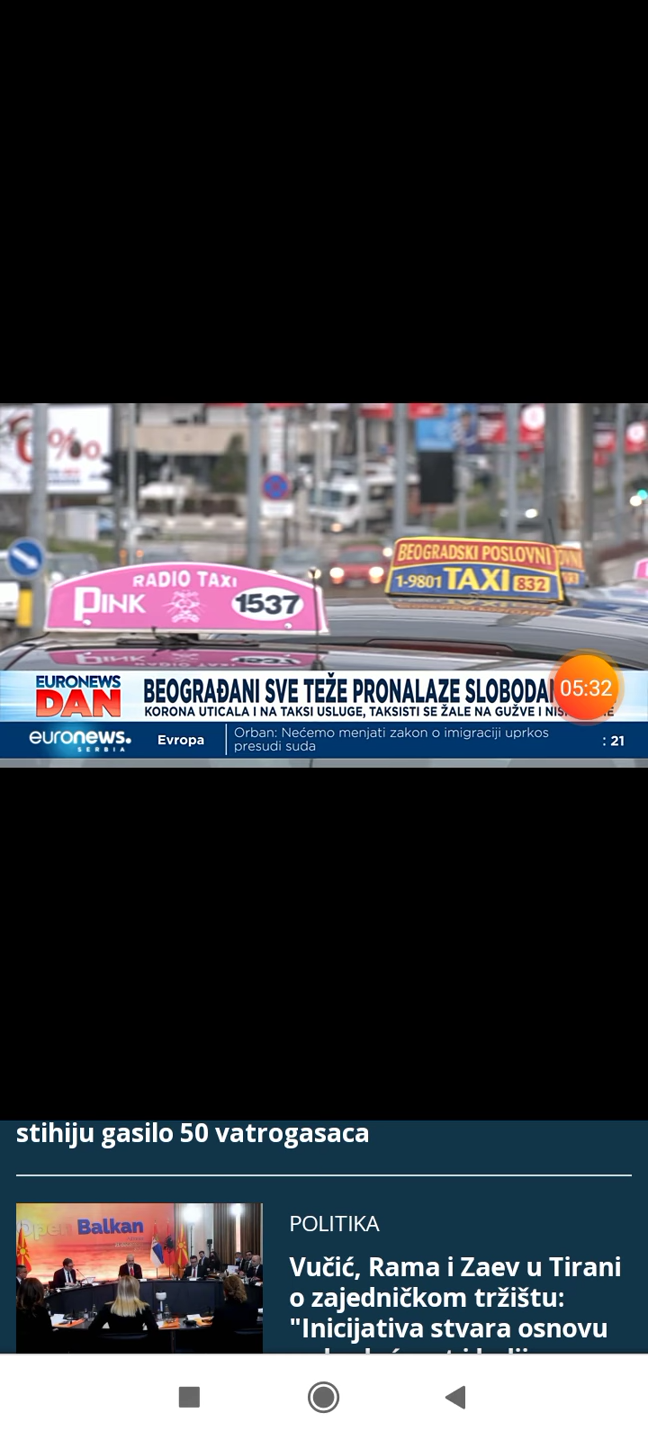 %
RADIO TAXI
PINK
1537
BEOGRADSKI POSLOVNI
1-9801 TAXI 832
EURONEWS
DAN
BEOGRAĐANI SVE TEŽE PRONALAZE
KORONA UTICALA I NA TAKSI USLUGE, TAKSISTI SE ŽALE NA GUŽVE I
05:32
euronews.
SERBIA
Evropa
Orban: Nećemo menjati zakon o imigraciji uprkos
presudi suda
: 21
stihiju gasilo 50 vatrogasaca
Open Balkan
POLITIKA
Vučić, Rama i Zaev u Tirani
o zajedničkom tržištu:
"Inicijativa stvara osnovu